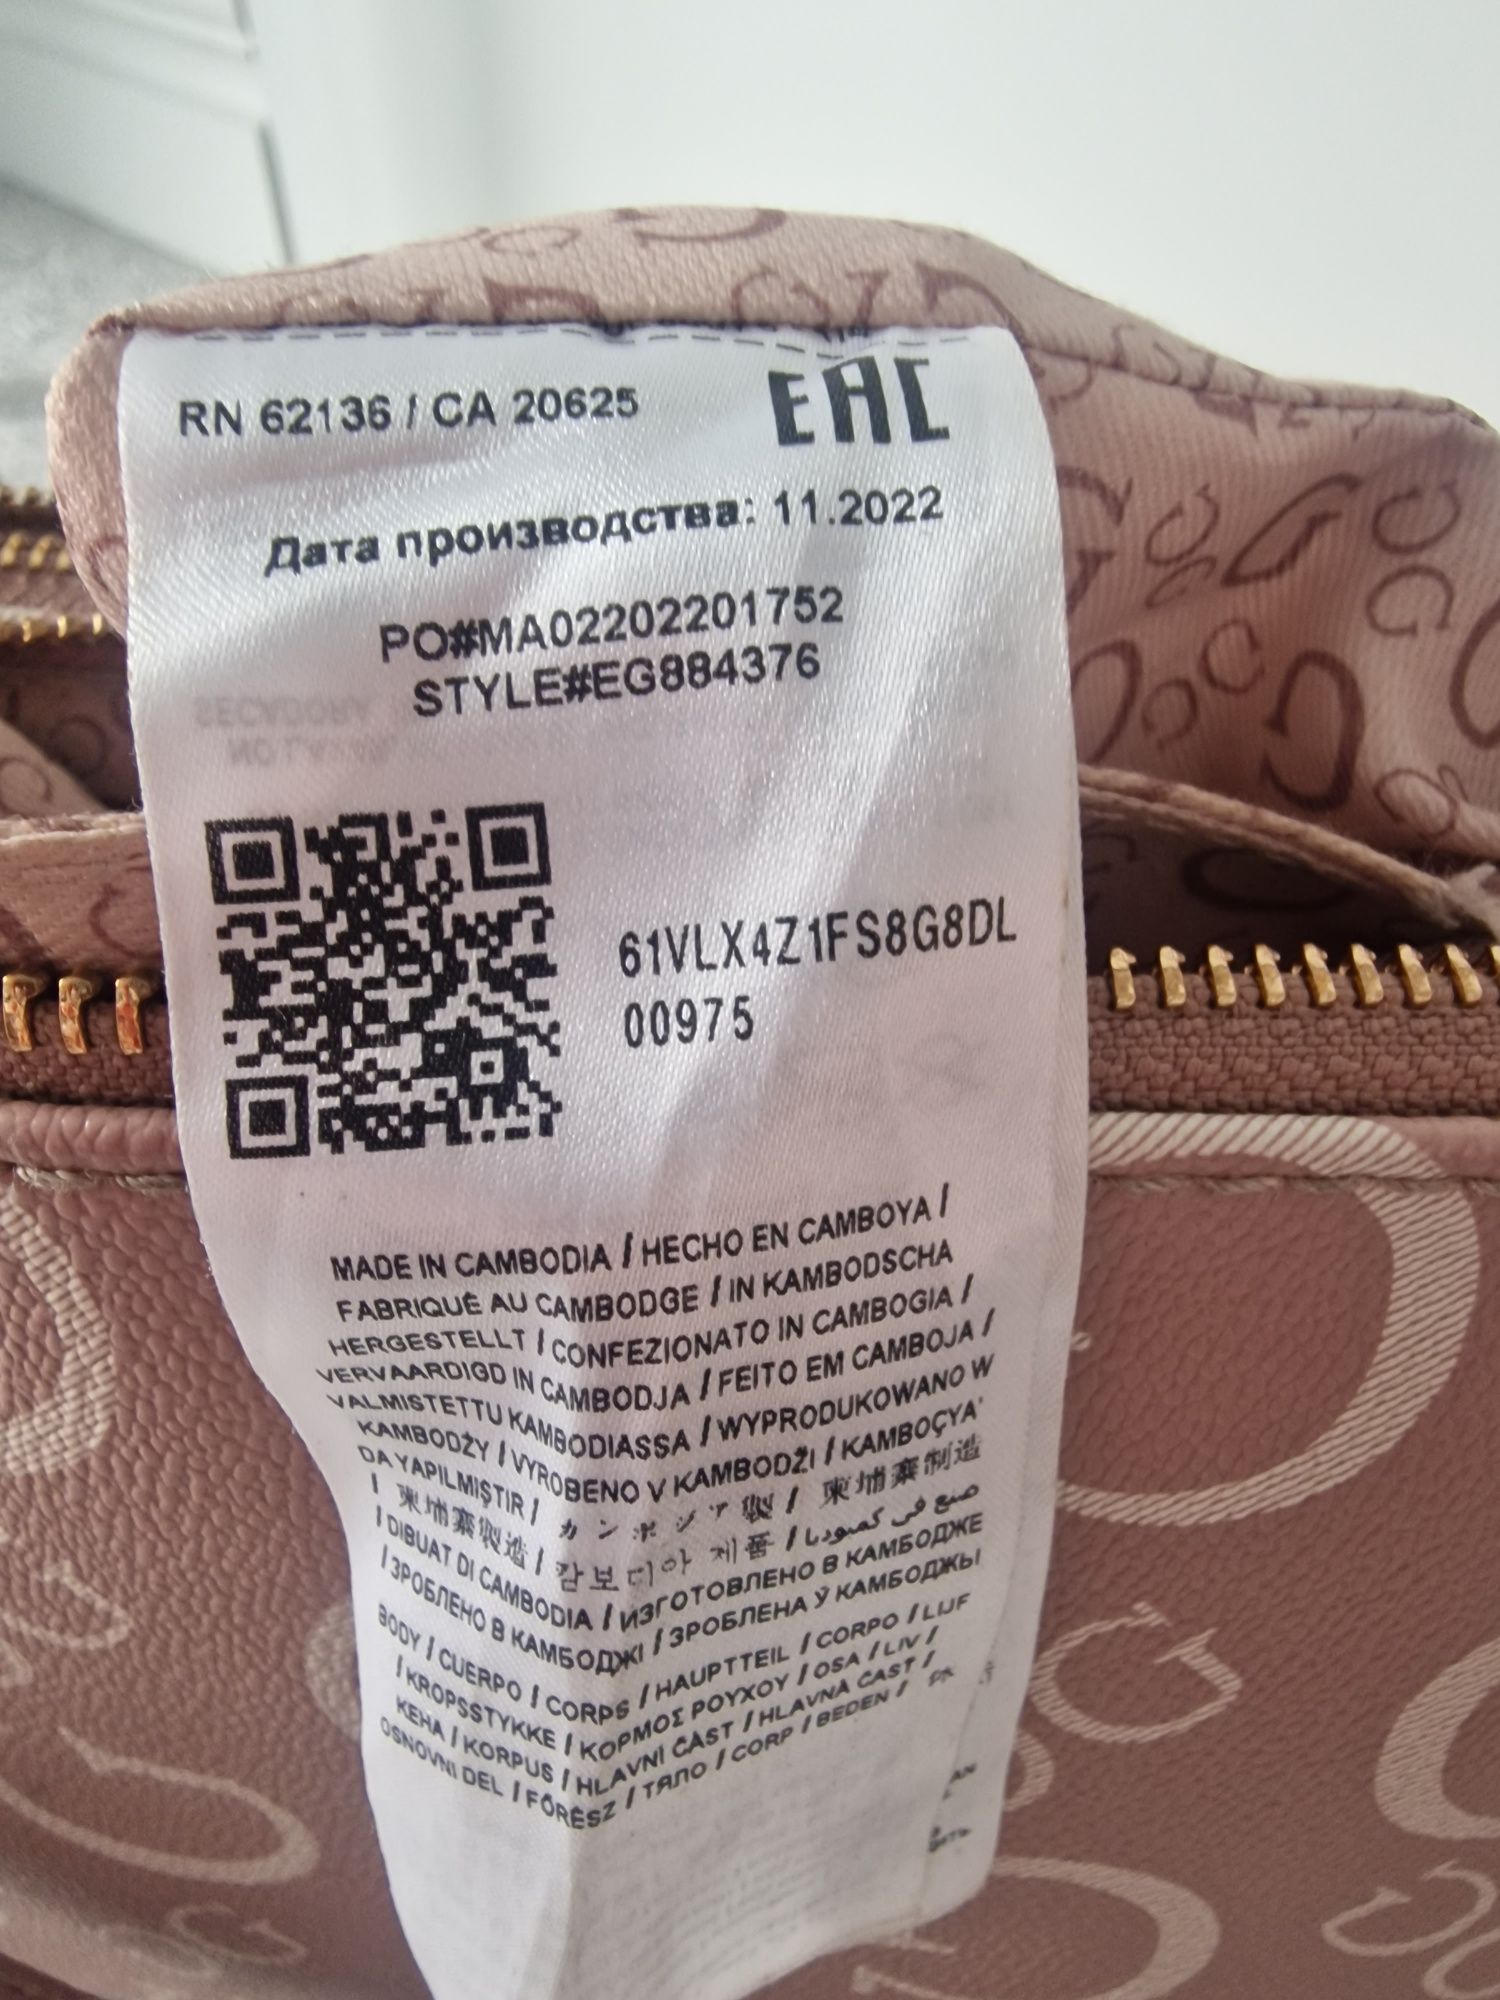 RN 62136 / CA 20625 EAC
Дата производства: 11.2022
PO#MA02202201752
STYLE#EG884376
61VLX4Z1FS8G8DL
00975
MADE IN CAMBODIA / HECHO EN CAMBOYA /
FABRIQUÉ AU CAMBODGE / IN KAMBODSCHA
HERGESTELLT / CONFEZIONATO IN CAMBOGIA /
VERVAARDIGD IN CAMBODJA / FEITO EM CAMBOJA /
VALMISTETTU KAMBODIASSA / WYPRODUKOWANO W
KAMBODŻY / VYROBENO V KAMBODŽI / KAMBOÇYA'
DA YAPILMIŞTIR /
/ 柬埔寨製造 / カンボジア製 / 柬埔寨制造
/ 캄보디아 제품 / صنع في كمبوديا
/ DIBUAT DI CAMBODIA / ИЗГОТОВЛЕНО В КАМБОДЖЕ
/ ЗРОБЛЕНО В КАМБОДЖІ / ЗРОБЛЕНА Ў КАМБОДЖЫ
BODY / CUERPO / CORPS / HAUPTTEIL / CORPO / LIJF
/ KROPSSTYKKE / ΚΟΡΜΟΣ ΡΟΥΧΟΥ / OSA / LIV /
KEHA / KORPUS / HLAVNÍ ČAST / HLAVNA ČAST /
OSNOVNI DEL / FŐRÉSZ / ТЯЛО / CORP / BEDEN /